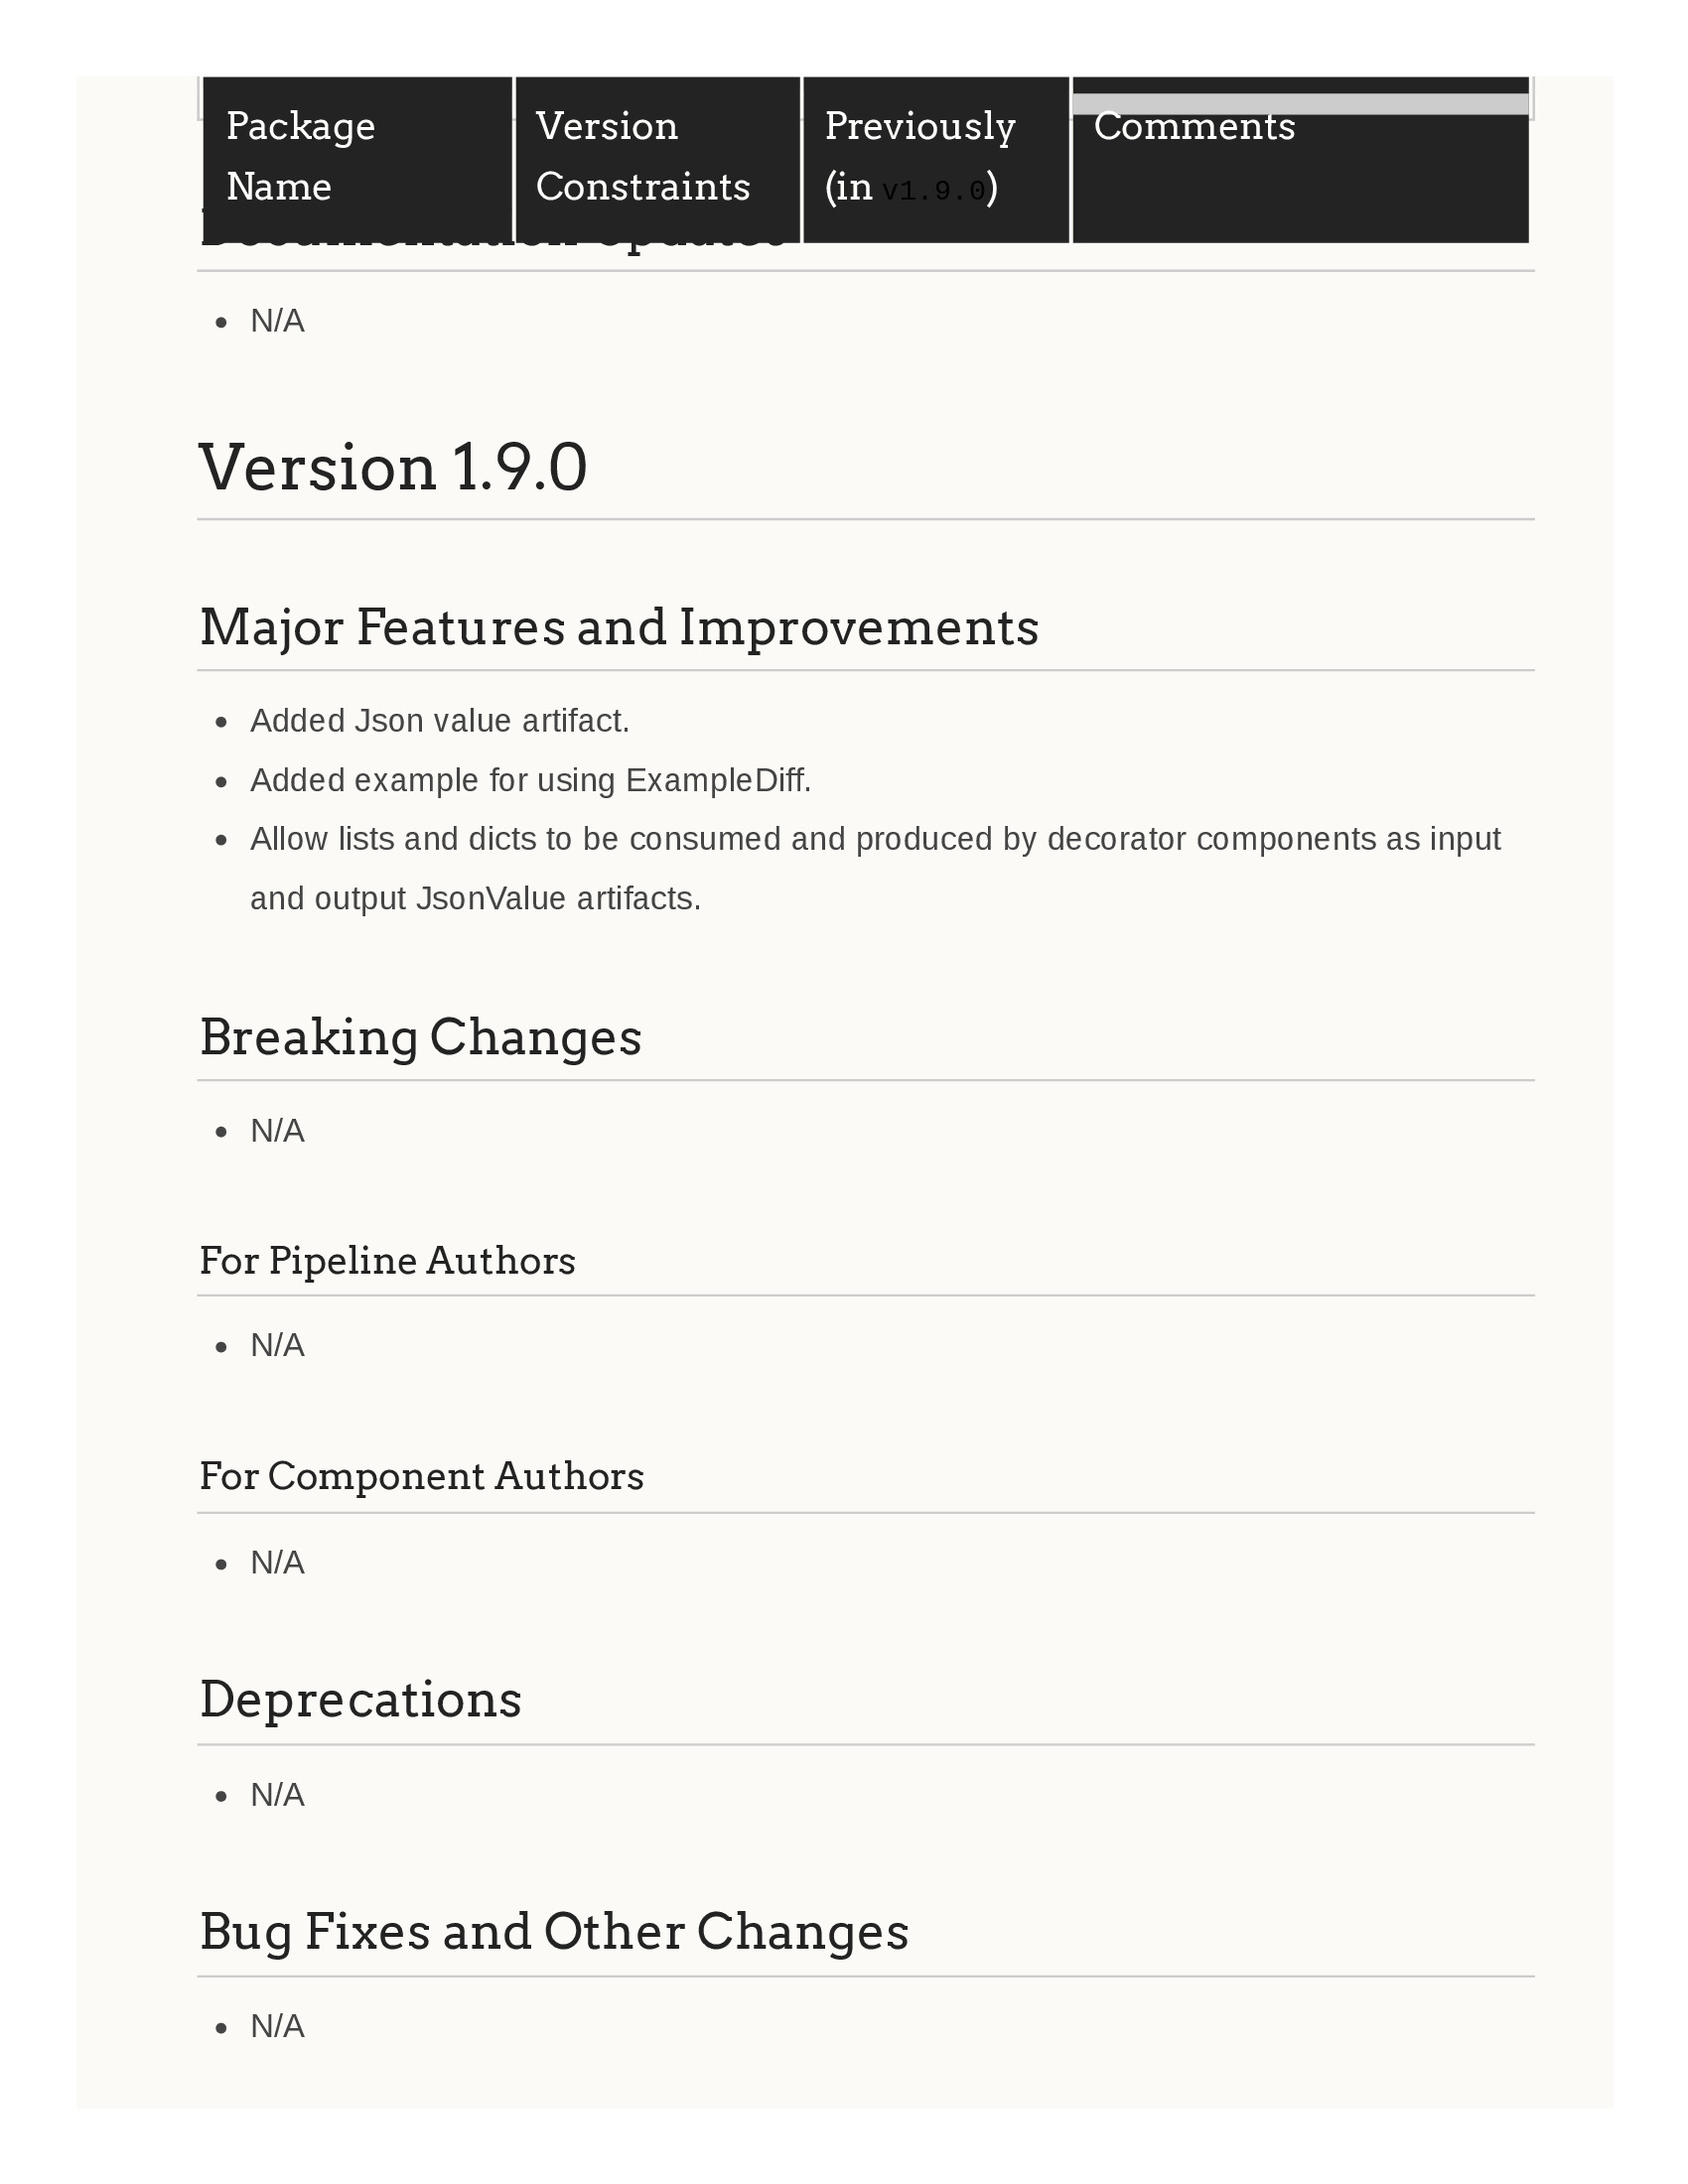 Package Version Previously Comments
Name Constraints (in v1.9.0)
Documentation Updates
• N/A
Version 1.9.0
Major Features and Improvements
• Added Json value artifact.
• Added example for using ExampleDiff.
• Allow lists and dicts to be consumed and produced by decorator components as input
and output JsonValue artifacts.
Breaking Changes
• N/A
For Pipeline Authors
• N/A
For Component Authors
• N/A
Deprecations
• N/A
Bug Fixes and Other Changes
• N/A